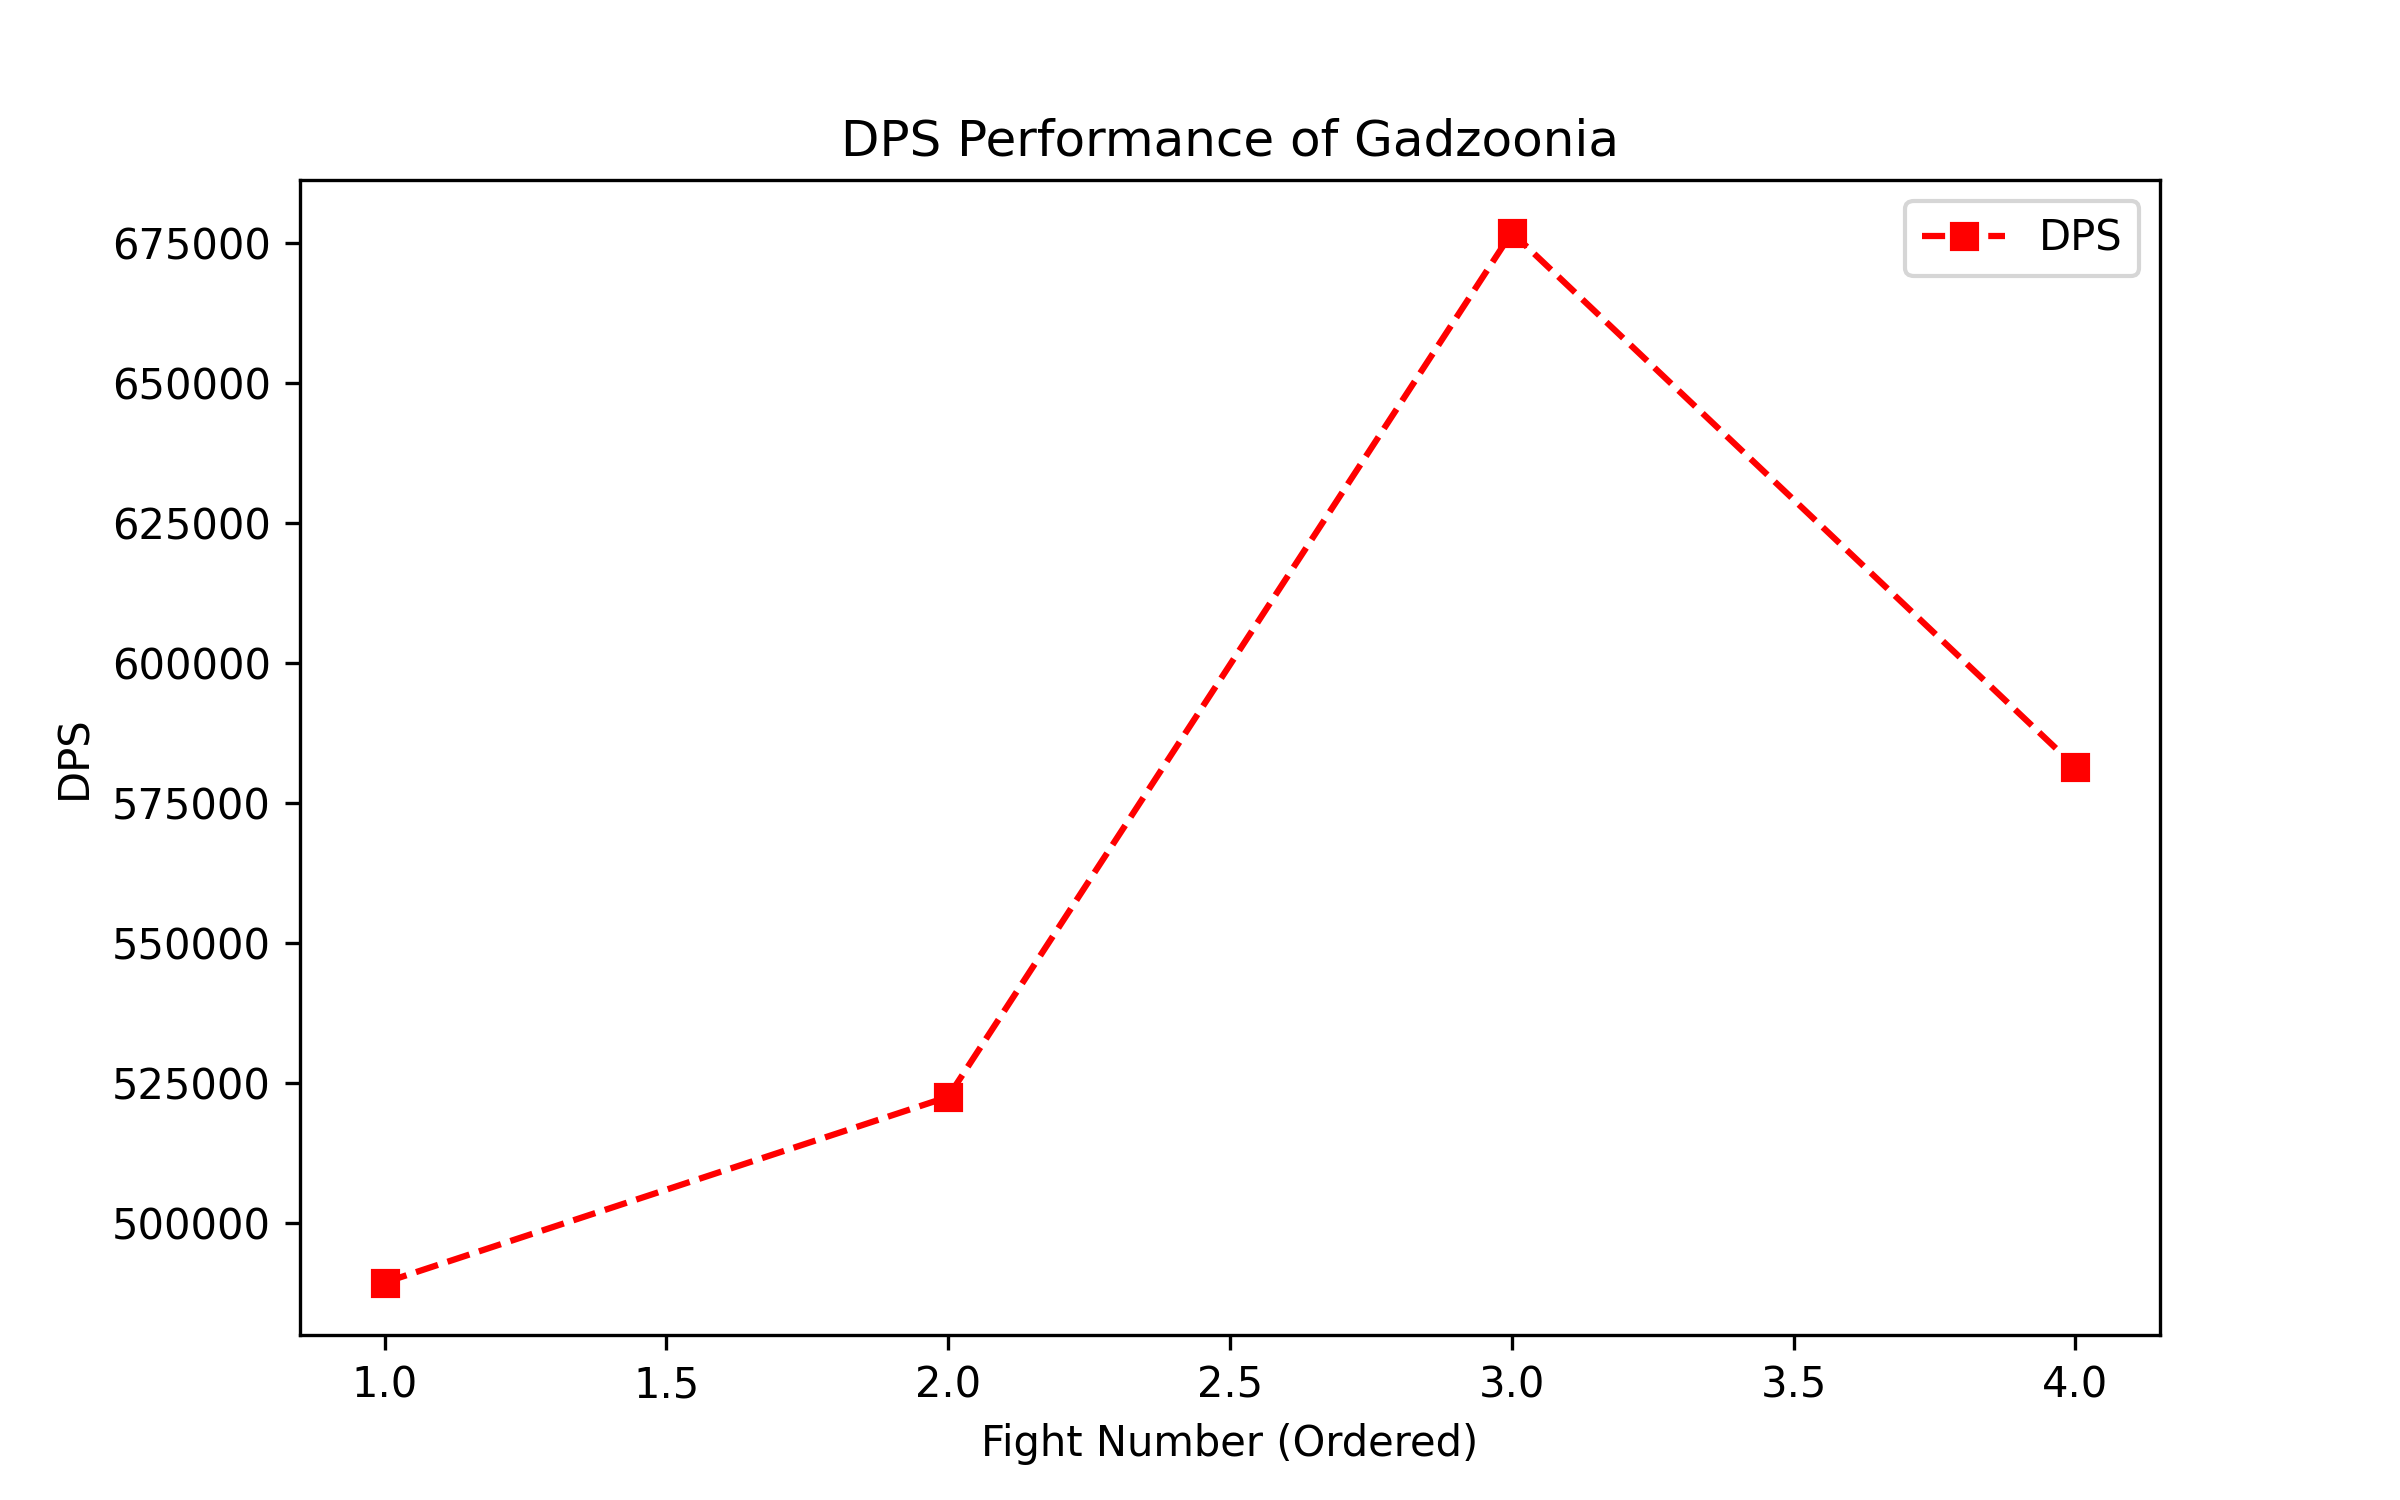 DPS Performance of Gadzoonia
DPS
675000
650000
625000
600000
575000
550000
525000
500000
DPS
1.0 1.5 2.0 2.5 3.0 3.5 4.0
Fight Number (Ordered)